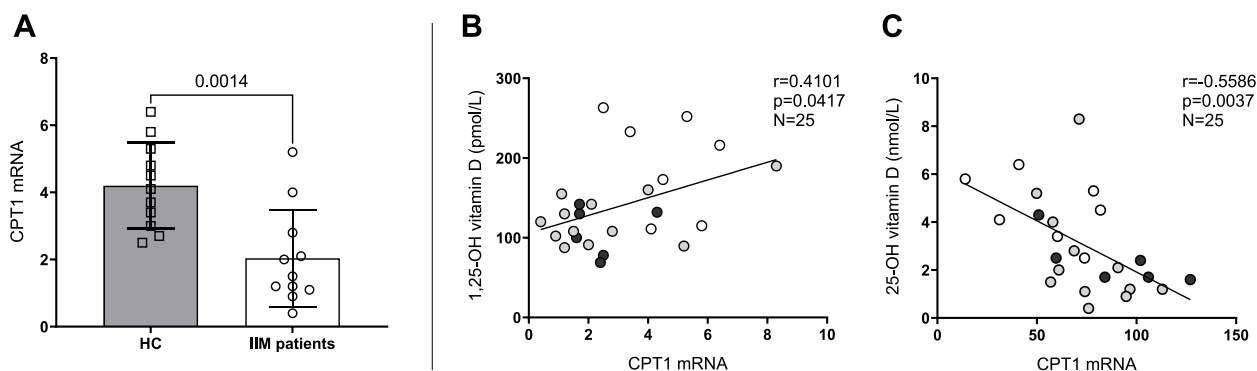 A
CPT1 mRNA
8
6
4
2
0
0.0014
HC
IIM patients
B
1,25-OH vitamin D (pmol/L)
300
200
100
0
0
2
4
6
8
10
CPT1 mRNA
r=0.4101
p=0.0417
N=25
C
25-OH vitamin D (nmol/L)
10
8
6
4
2
0
0
50
100
150
CPT1 mRNA
r=-0.5586
p=0.0037
N=25